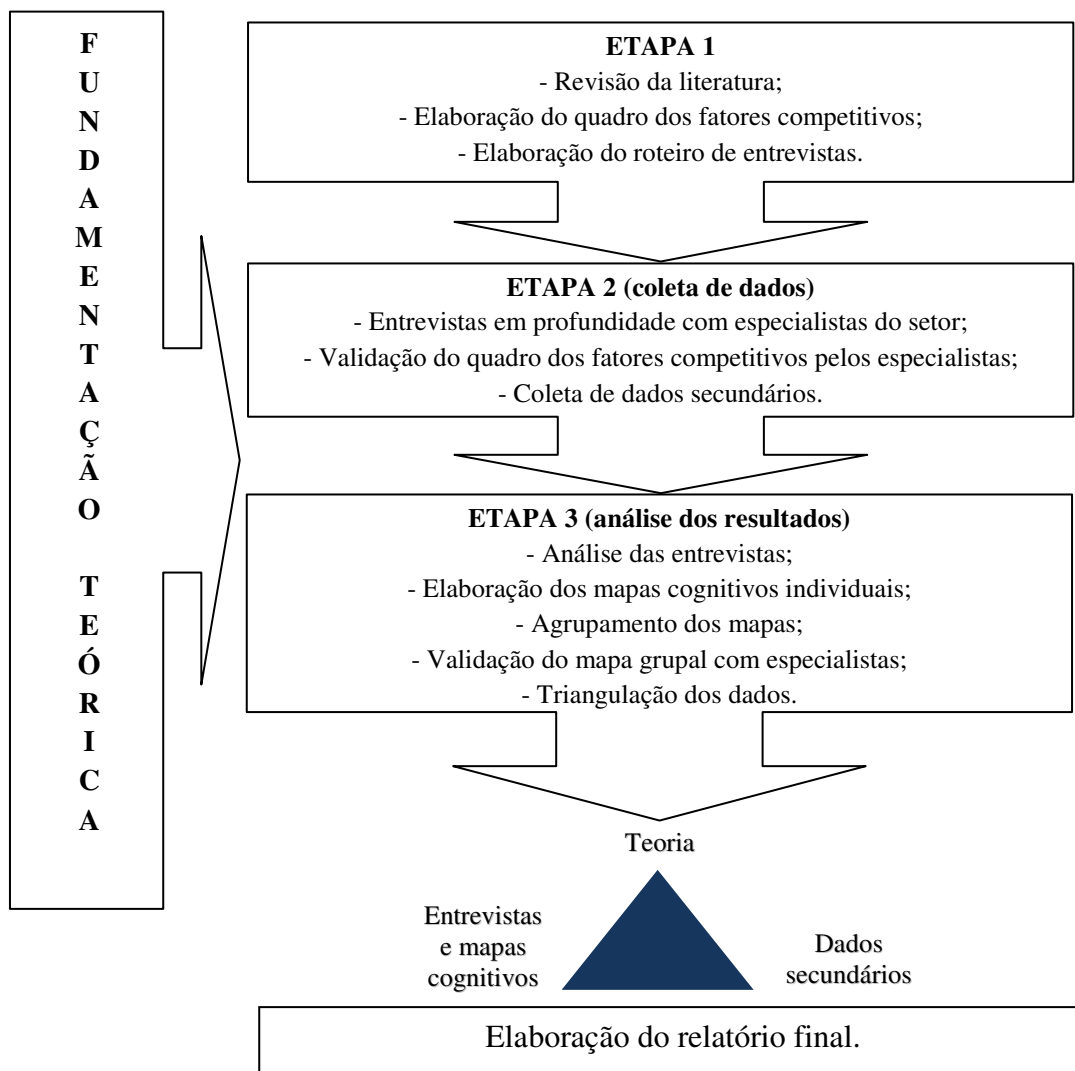 FUNDAMENTAÇÃO TEÓRICA
ETAPA 1
- Revisão da literatura;
- Elaboração do quadro dos fatores competitivos;
- Elaboração do roteiro de entrevistas.
ETAPA 2 (coleta de dados)
- Entrevistas em profundidade com especialistas do setor;
- Validação do quadro dos fatores competitivos pelos especialistas;
- Coleta de dados secundários.
ETAPA 3 (análise dos resultados)
- Análise das entrevistas;
- Elaboração dos mapas cognitivos individuais;
- Agrupamento dos mapas;
- Validação do mapa grupal com especialistas;
- Triangulação dos dados.
Teoria
Entrevistas
e mapas
cognitivos
Dados
secundários
Elaboração do relatório final.